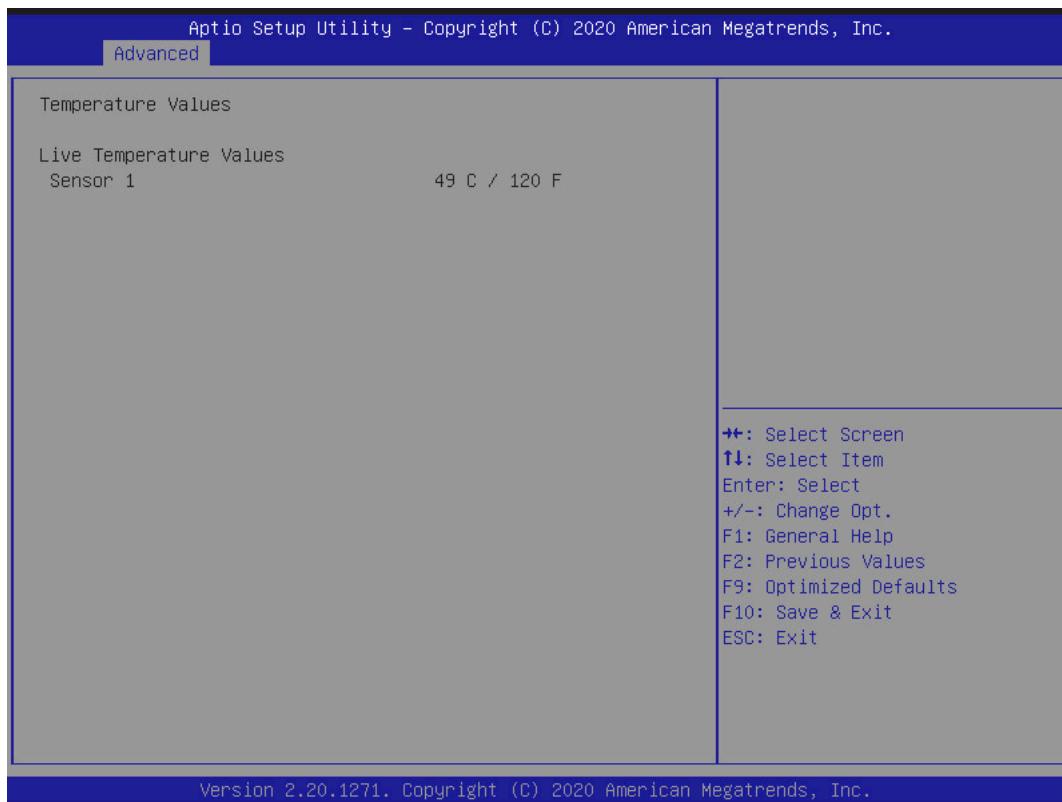 Aptio Setup Utility – Copyright (C) 2020 American Megatrends, Inc.
Advanced
Temperature Values
Live Temperature Values
Sensor 1 49 C / 120 F
→←: Select Screen
↑↓: Select Item
Enter: Select
+/-: Change Opt.
F1: General Help
F2: Previous Values
F9: Optimized Defaults
F10: Save & Exit
ESC: Exit
Version 2.20.1271. Copyright (C) 2020 American Megatrends, Inc.